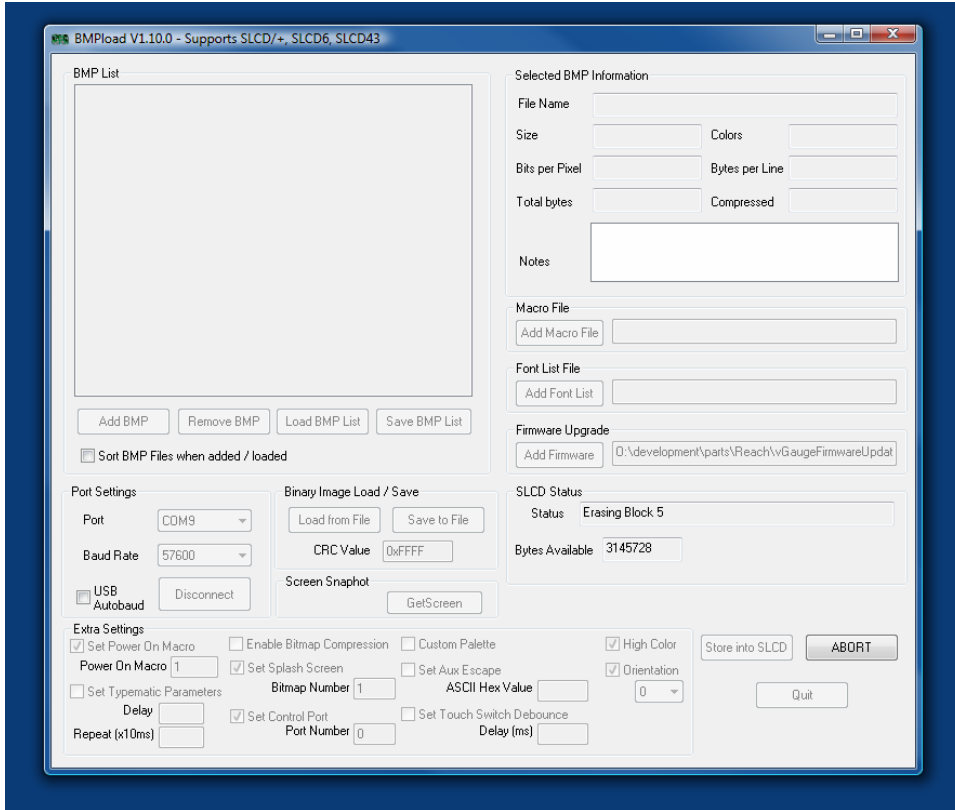 BMPload V1.10.0 - Supports SLCD/+, SLCD6, SLCD43
BMP List
Add BMP Remove BMP Load BMP List Save BMP List
Sort BMP Files when added / loaded
Selected BMP Information
File Name
Size Colors
Bits per Pixel Bytes per Line
Total bytes Compressed
Notes
Macro File
Add Macro File
Font List File
Add Font List
Firmware Upgrade
Add Firmware O:\development\parts\Reach\vGaugeFirmwareUpdat
Port Settings
Port COM9
Baud Rate 57600
USB
Autobaud Disconnect
Binary Image Load / Save
Load from File Save to File
CRC Value 0xFFFF
Screen Snaphot
GetScreen
SLCD Status
Status Erasing Block 5
Bytes Available 3145728
Extra Settings
Set Power On Macro Enable Bitmap Compression Custom Palette High Color
Power On Macro 1 Set Splash Screen Set Aux Escape Orientation
Bitmap Number 1 ASCII Hex Value 0
Set Typematic Parameters
Delay Set Control Port Set Touch Switch Debounce
Repeat (x10ms) Port Number 0 Delay (ms)
Store into SLCD ABORT
Quit